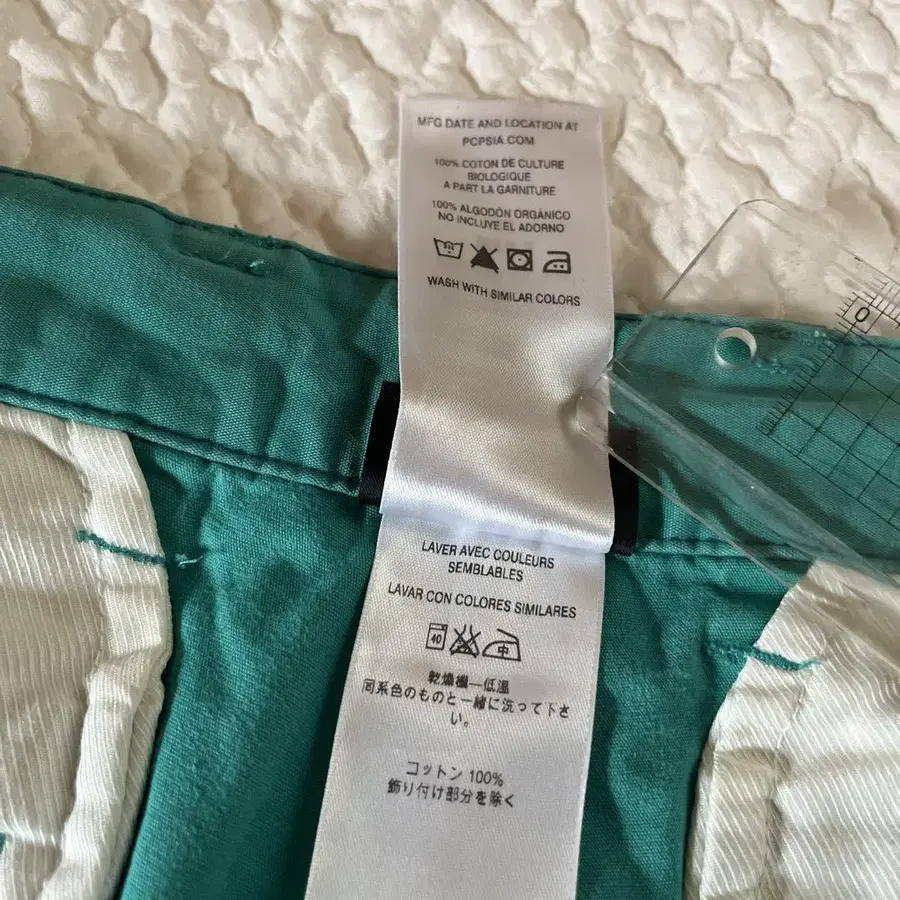 MFG DATE AND LOCATION AT
PCPSIA.COM
100% COTON DE CULTURE
BIOLOGIQUE
A PART LA GARNITURE
100% ALGODÓN ORGÁNICO
NO INCLUYE EL ADORNO
WASH WITH SIMILAR COLORS
LAVER AVEC COULEURS
SEMBLABLES
LAVAR CON COLORES SIMILARES
40
中
乾燥機—低温
同系色のものと一緒に洗って下さ
い。
コットン 100%
飾り付け部分を除く
0